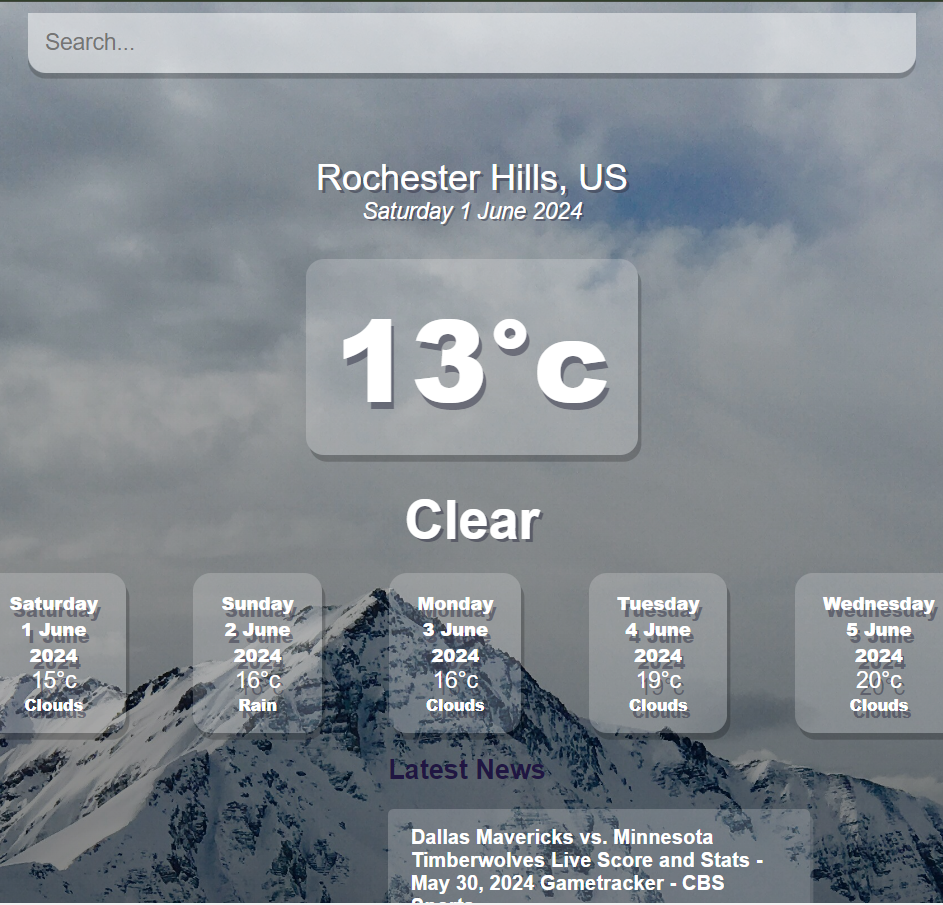 Search...
Rochester Hills, US
Saturday 1 June 2024
13°c
Clear
Saturday
1 June
2024
15°c
Clouds
Sunday
2 June
2024
16°c
Rain
Monday
3 June
2024
16°c
Clouds
Tuesday
4 June
2024
19°c
Clouds
Wednesday
5 June
2024
20°c
Clouds
Latest News
Dallas Mavericks vs. Minnesota
Timberwolves Live Score and Stats -
May 30, 2024 Gametracker - CBS